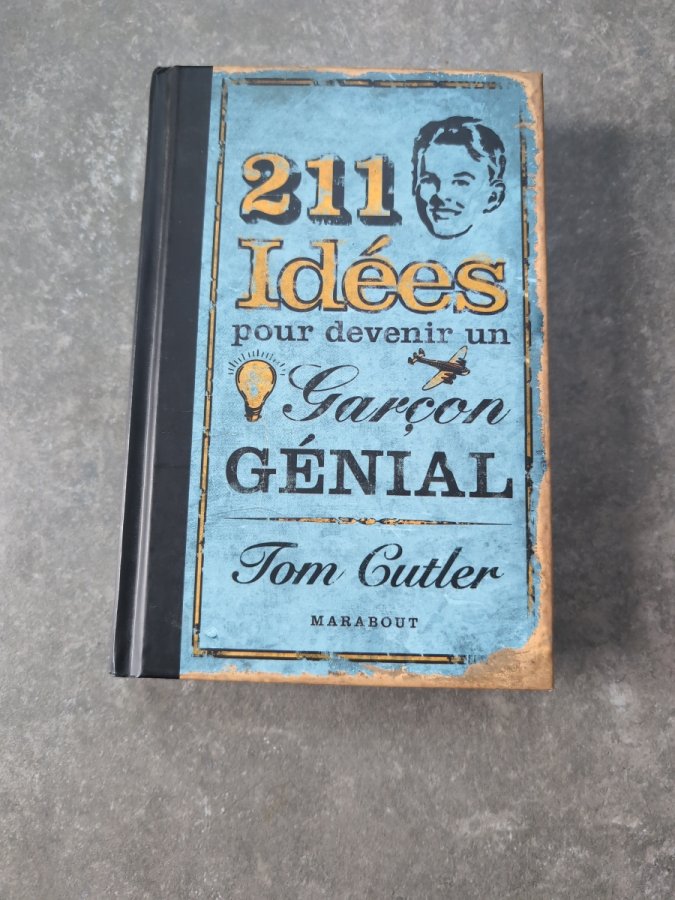 211
Idées
pour devenir un
Garçon
GÉNIAL
Tom Cutler
MARABOUT